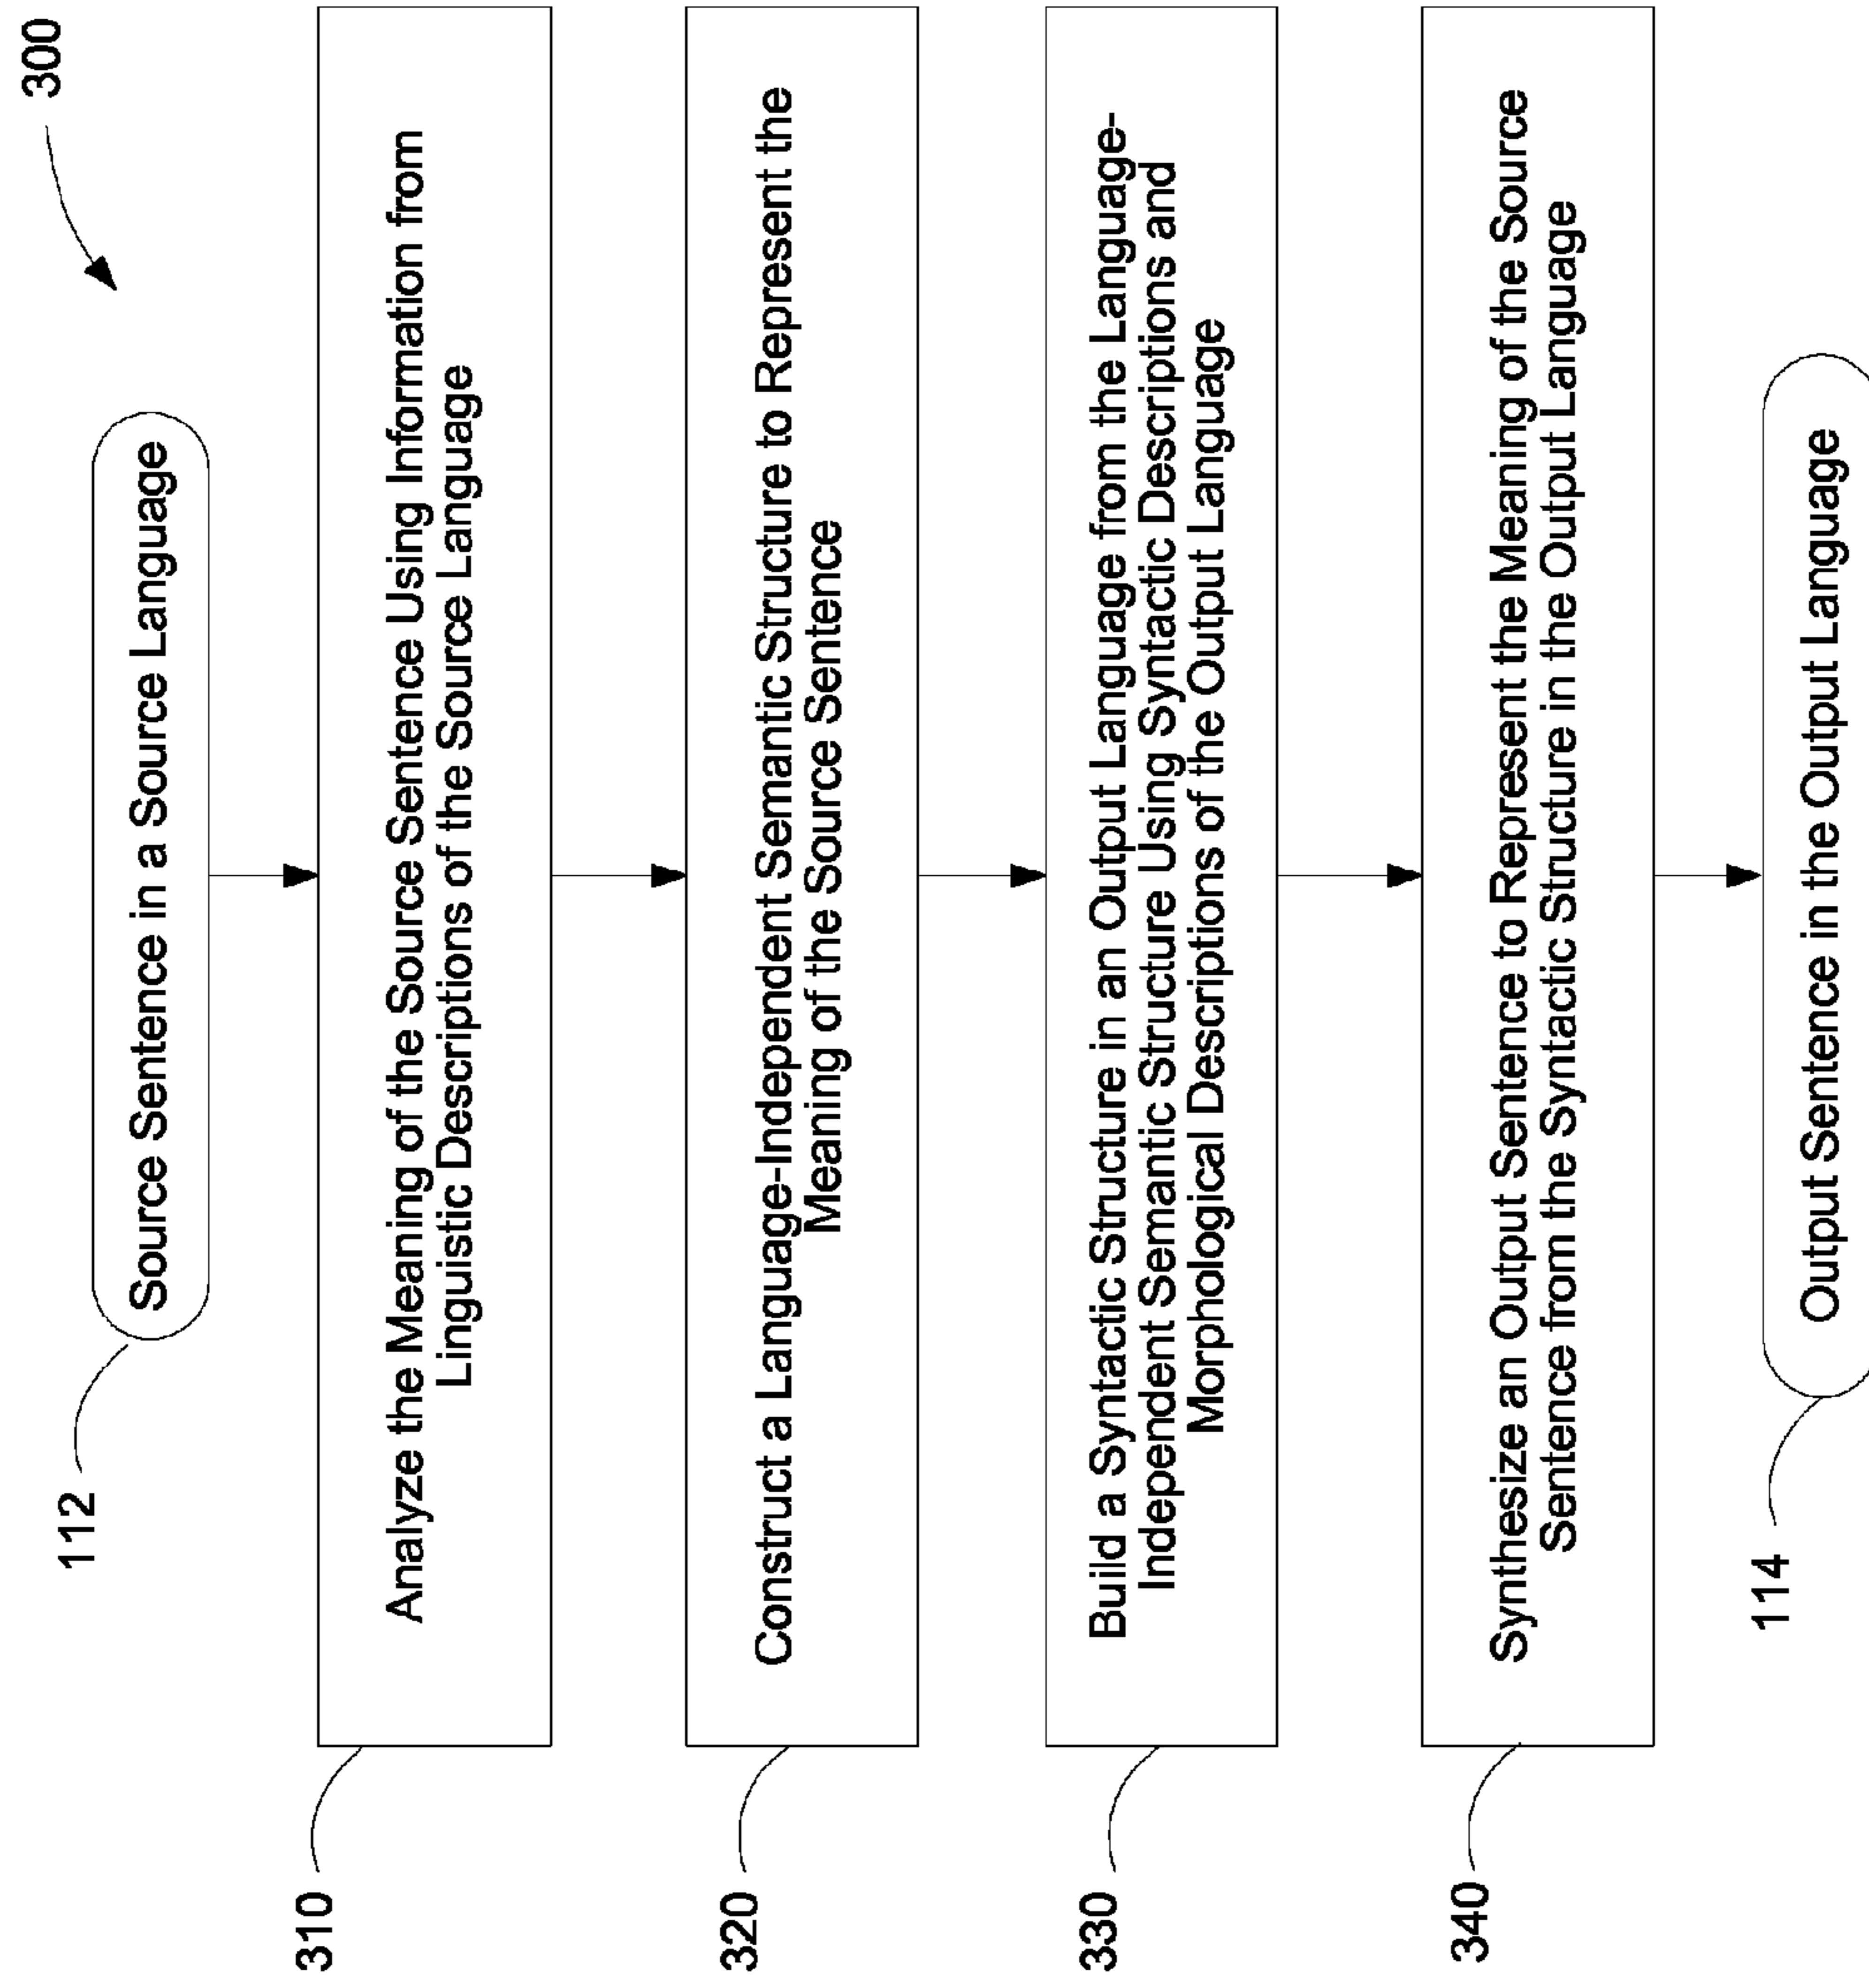 300
112
Source Sentence in a Source Language
310
Analyze the Meaning of the Source Sentence Using Information from
Linguistic Descriptions of the Source Language
320
Construct a Language-Independent Semantic Structure to Represent the
Meaning of the Source Sentence
330
Build a Syntactic Structure in an Output Language from the Language-
Independent Semantic Structure Using Syntactic Descriptions and
Morphological Descriptions of the Output Language
340
Synthesize an Output Sentence to Represent the Meaning of the Source
Sentence from the Syntactic Structure in the Output Language
114
Output Sentence in the Output Language